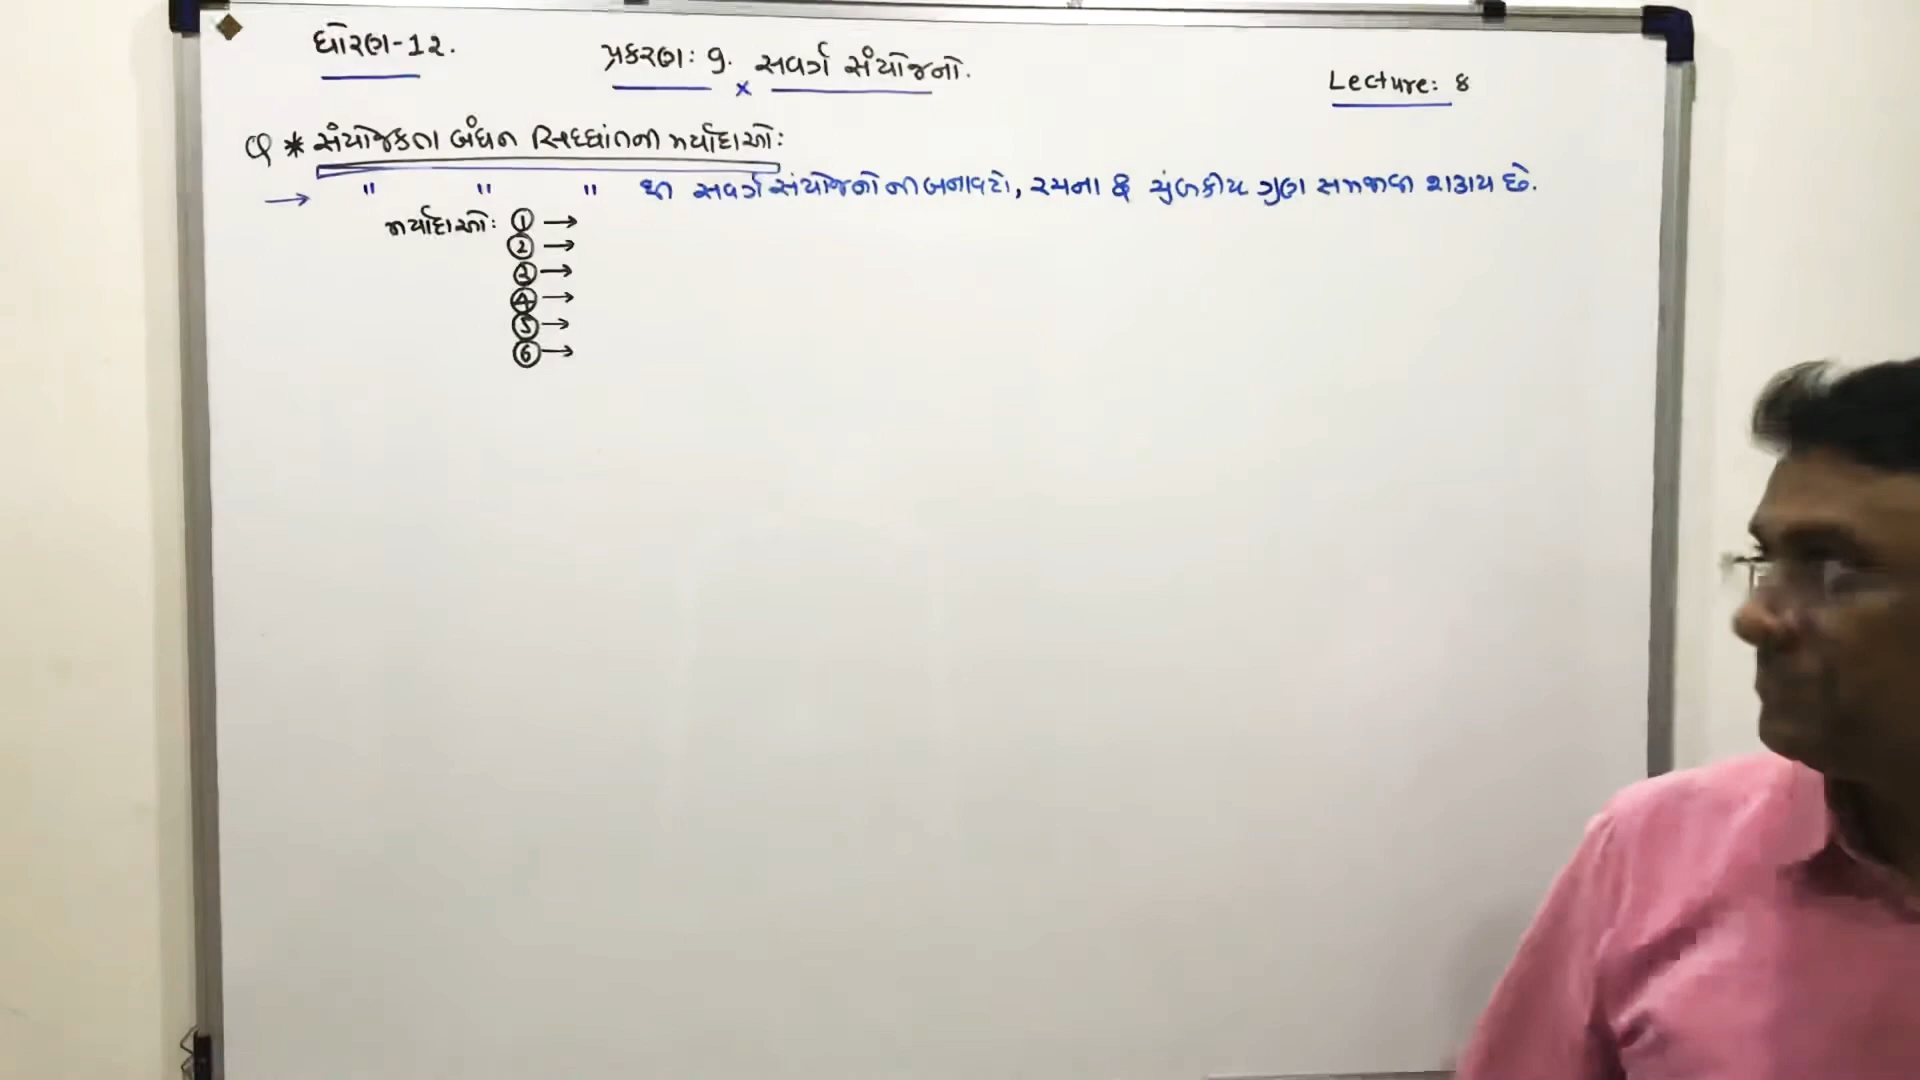 ધોરણ-12.
પ્રકરણ: 9. સવર્ગ સંયોજનો.
Lecture: 8
Q * સંયોજકતા બંધન સિધ્ધાંતની મર્યાદાઓ:
→ " " " થી સવર્ગ સંયોજનોની બનાવટો, રચના & ચુંબકીય ગુણ સમજાવી શકાય છે.
મર્યાદાઓ: ① →
② →
③ →
④ →
⑤ →
⑥ →